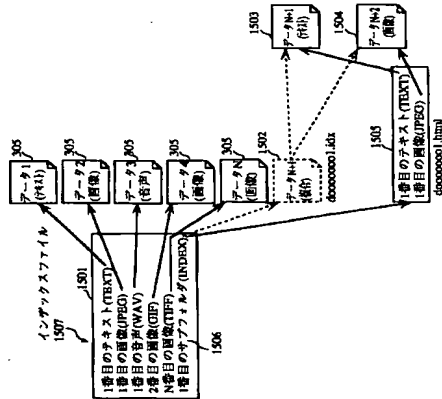 インデックスファイル
1507
1501
1番目のテキスト(TEXT)
1番目の画像(JPEG)
1番目の音声(WAV)
2番目の画像(GIF)
N番目の画像(TIFF)
1番目のサブフォルダ(INDEX)
1506
305
データ1
(テキスト)
305
データ2
(画像)
305
データ3
(音声)
305
データ4
(画像)
305
データN
(画像)
1502
データN+1
1503
データN+1
(テキスト)
1504
データN+2
(画像)
1505
1番目のテキスト(TEXT)
1番目の画像(JPEG)